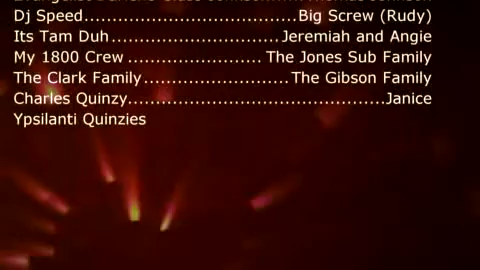 Dj Speed....................................Big Screw (Rudy)
Its Tam Duh.............................Jeremiah and Angie
My 1800 Crew ....................... The Jones Sub Family
The Clark Family.........................The Gibson Family
Charles Quinzy............................................Janice
Ypsilanti Quinzies